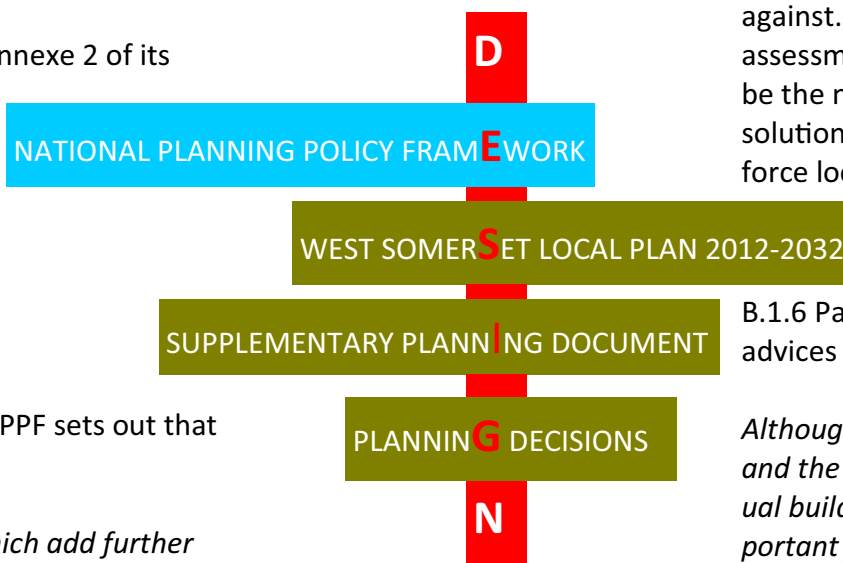 nnexe 2 of its
D
NATIONAL PLANNING POLICY FRAMEWORK
WEST SOMERSET LOCAL PLAN 2012-2032
SUPPLEMENTARY PLANNING DOCUMENT
PPF sets out that
PLANNING DECISIONS
N
hich add further
against.
assessm
be the n
solution
force loc
B.1.6 Pa
advices
Althoug
and the
ual build
portant